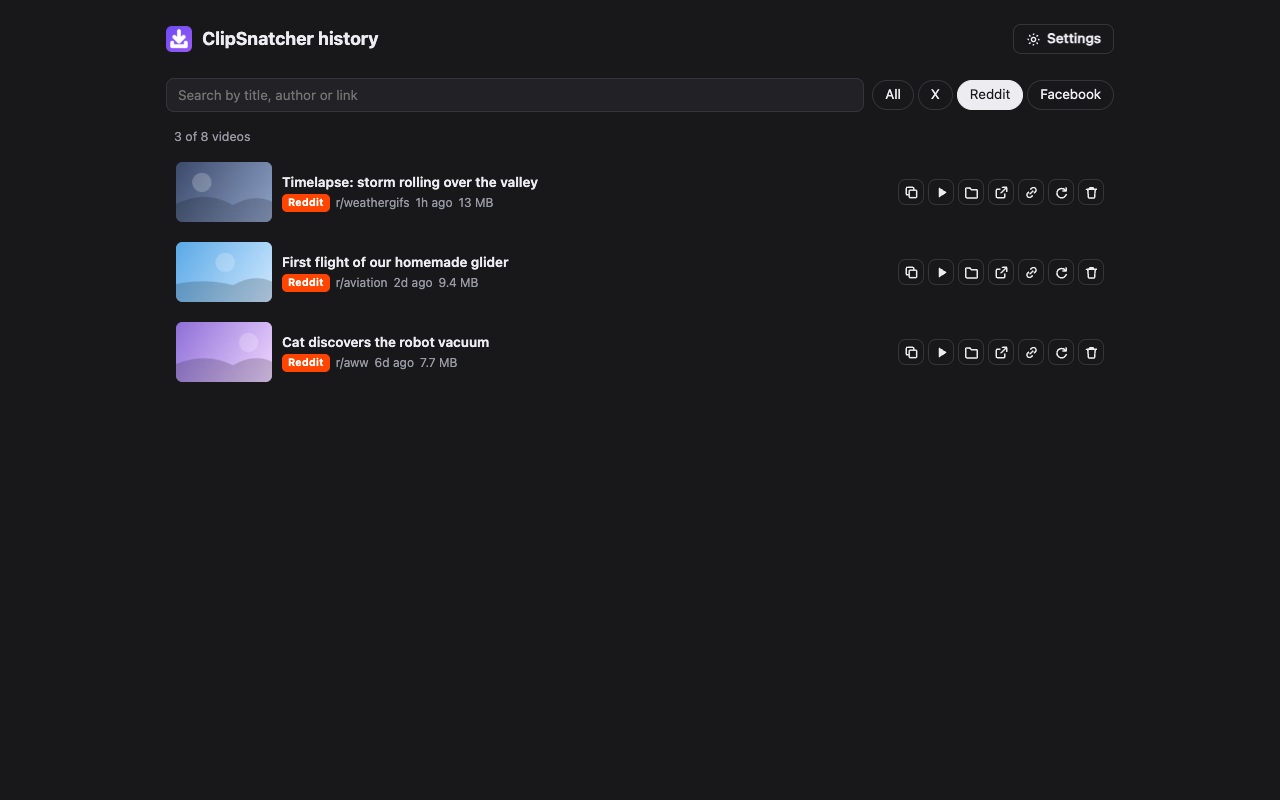 ClipSnatcher history
Settings
Search by title, author or link
All
X
Reddit
Facebook
3 of 8 videos
Timelapse: storm rolling over the valley
Reddit r/weathergifs 1h ago 13 MB
First flight of our homemade glider
Reddit r/aviation 2d ago 9.4 MB
Cat discovers the robot vacuum
Reddit r/aww 6d ago 7.7 MB